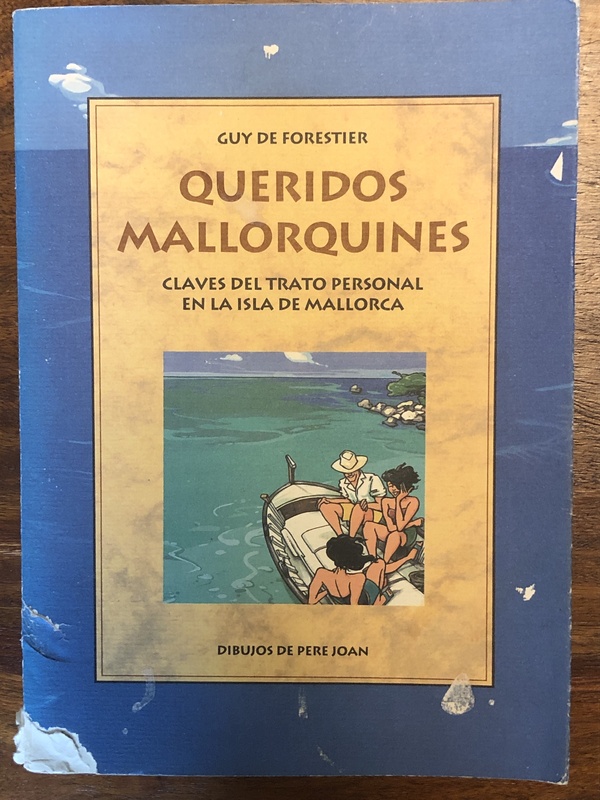 GUY DE FORESTIER
QUERIDOS
MALLORQUINES
CLAVES DEL TRATO PERSONAL
EN LA ISLA DE MALLORCA
DIBUJOS DE PERE JOAN